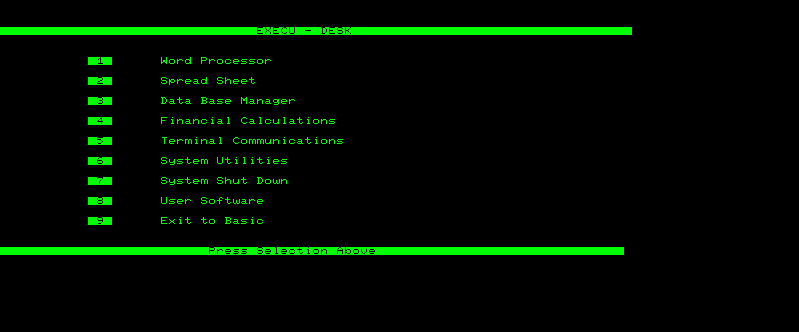 EXECU - DESK
1 Word Processor
2 Spread Sheet
3 Data Base Manager
4 Financial Calculations
5 Terminal Communications
6 System Utilities
7 System Shut Down
8 User Software
9 Exit to Basic
Press Selection Above